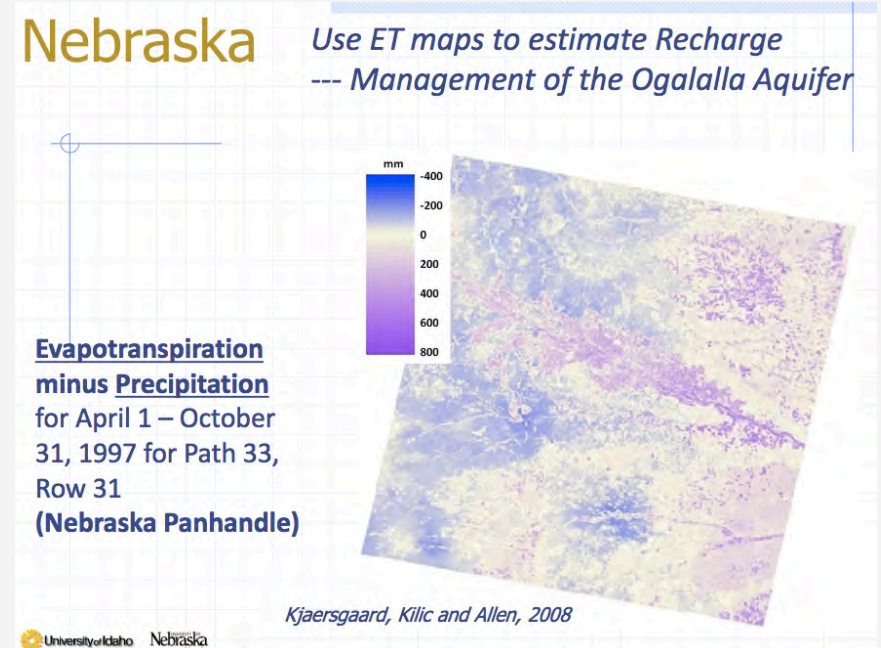 Nebraska
Use ET maps to estimate Recharge
--- Management of the Ogalalla Aquifer
mm
-400
-200
0
200
400
600
800
Evapotranspiration
minus Precipitation
for April 1 – October
31, 1997 for Path 33,
Row 31
(Nebraska Panhandle)
Kjaersgaard, Kilic and Allen, 2008
University of Idaho
Nebraska